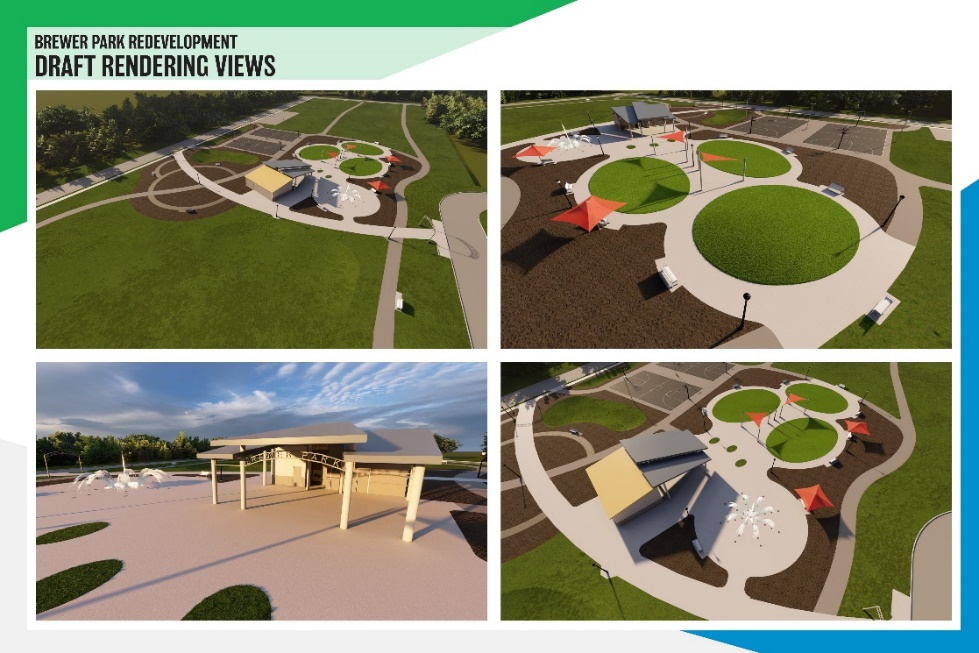 BREWER PARK REDEVELOPMENT
DRAFT RENDERING VIEWS